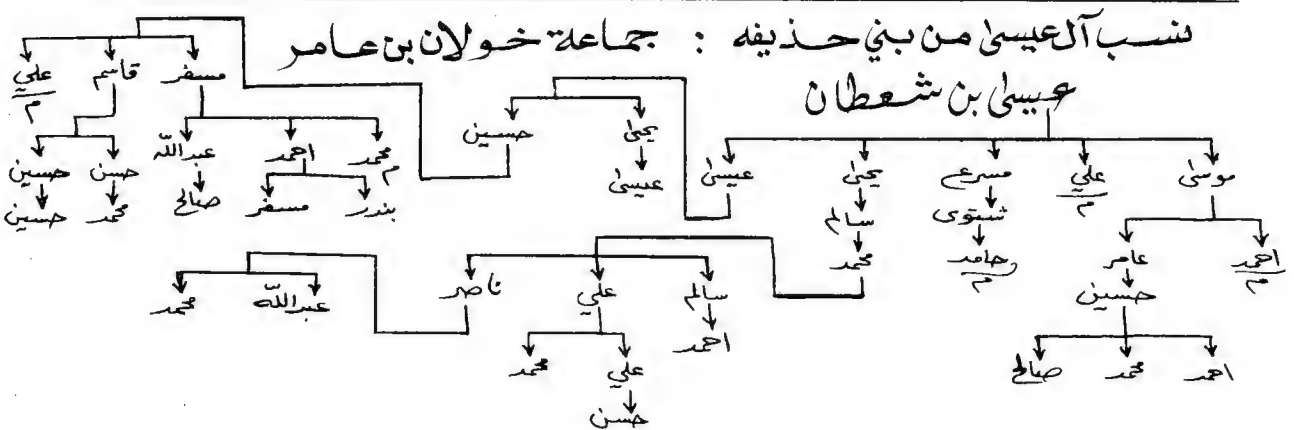 نسب آل عيسىٰ من بني حذيفه : جماعة خولان بن عامر
عيسىٰ بن شعطان
موسىٰ
علي
م
مسرع
يحيىٰ
عيسىٰ
احمد
م
عامر
شتوى
سالم
حسين
حامد
م
محمد
احمد
محمد
صالح
يحيىٰ
حسين
عيسىٰ
مسفر
قاسم
علي
م
محمد
م
احمد
عبدالله
حسن
حسين
بندر
مسفر
صالح
محمد
حسين
سالم
علي
ناصر
احمد
علي
محمد
حسن
عبدالله
محمد